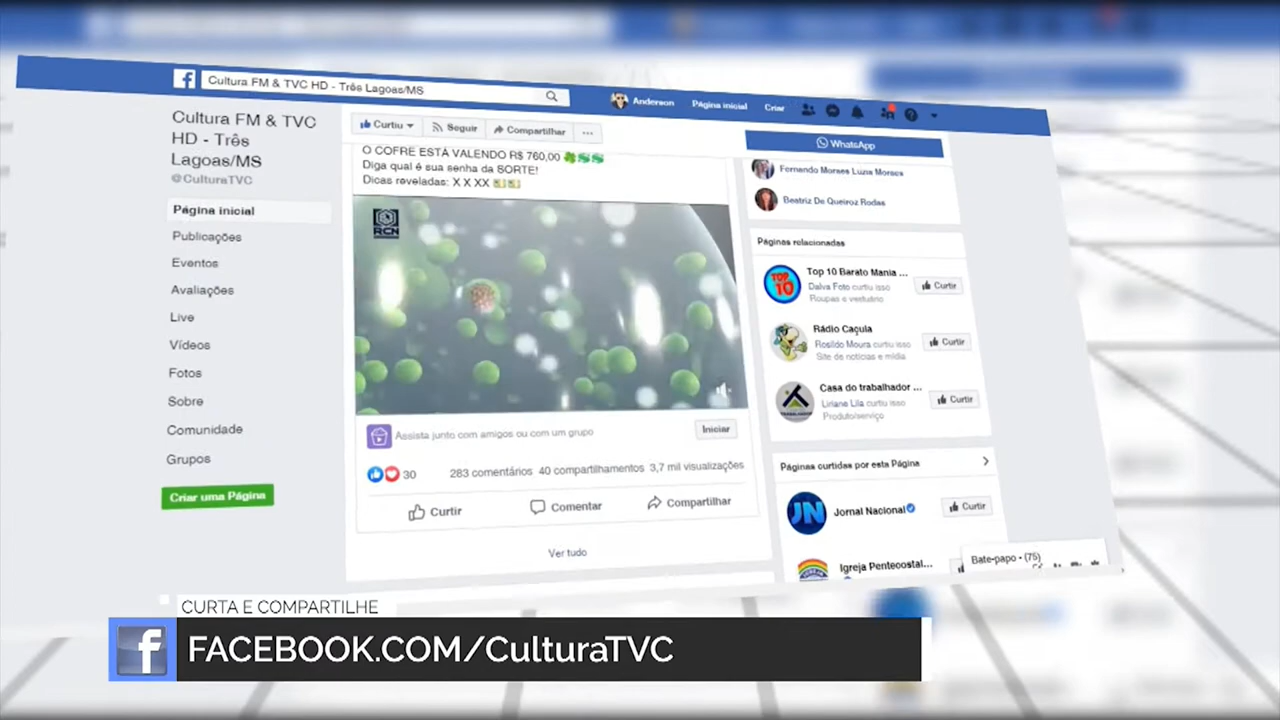 Cultura FM & TVC HD - Três Lagoas/MS
Anderson
Página inicial
Criar
Cultura FM & TVC
HD - Três
Lagoas/MS
@CulturaTVC
Página inicial
Publicações
Eventos
Avaliações
Live
Vídeos
Fotos
Sobre
Comunidade
Grupos
Criar uma Página
Curtiu
Seguir
Compartilhar
...
O COFRE ESTÁ VALENDO R$ 760,00
Diga qual é sua senha da SORTE!
Dicas reveladas: X X XX
RCN
Assista junto com amigos ou com um grupo
Iniciar
30
283 comentários 40 compartilhamentos 3,7 mil visualizações
Curtir
Comentar
Compartilhar
Ver tudo
WhatsApp
Fernando Moraes Luzia Moraes
Beatriz De Queiroz Rodas
Páginas relacionadas
TOP 10
Top 10 Barato Mania ...
Dalva Foto curtiu isso
Roupas e vestuário
Curtir
Rádio Caçula
Rosildo Moura curtiu isso
Site de notícias e mídia
Curtir
Casa do trabalhador ...
Liriane Lila curtiu isso
Produto/serviço
Curtir
Páginas curtidas por esta Página
JN
Jornal Nacional
Curtir
Igreja Pentecostal...
Bate-papo • (75)
CURTA E COMPARTILHE
f
FACEBOOK.COM/CulturaTVC